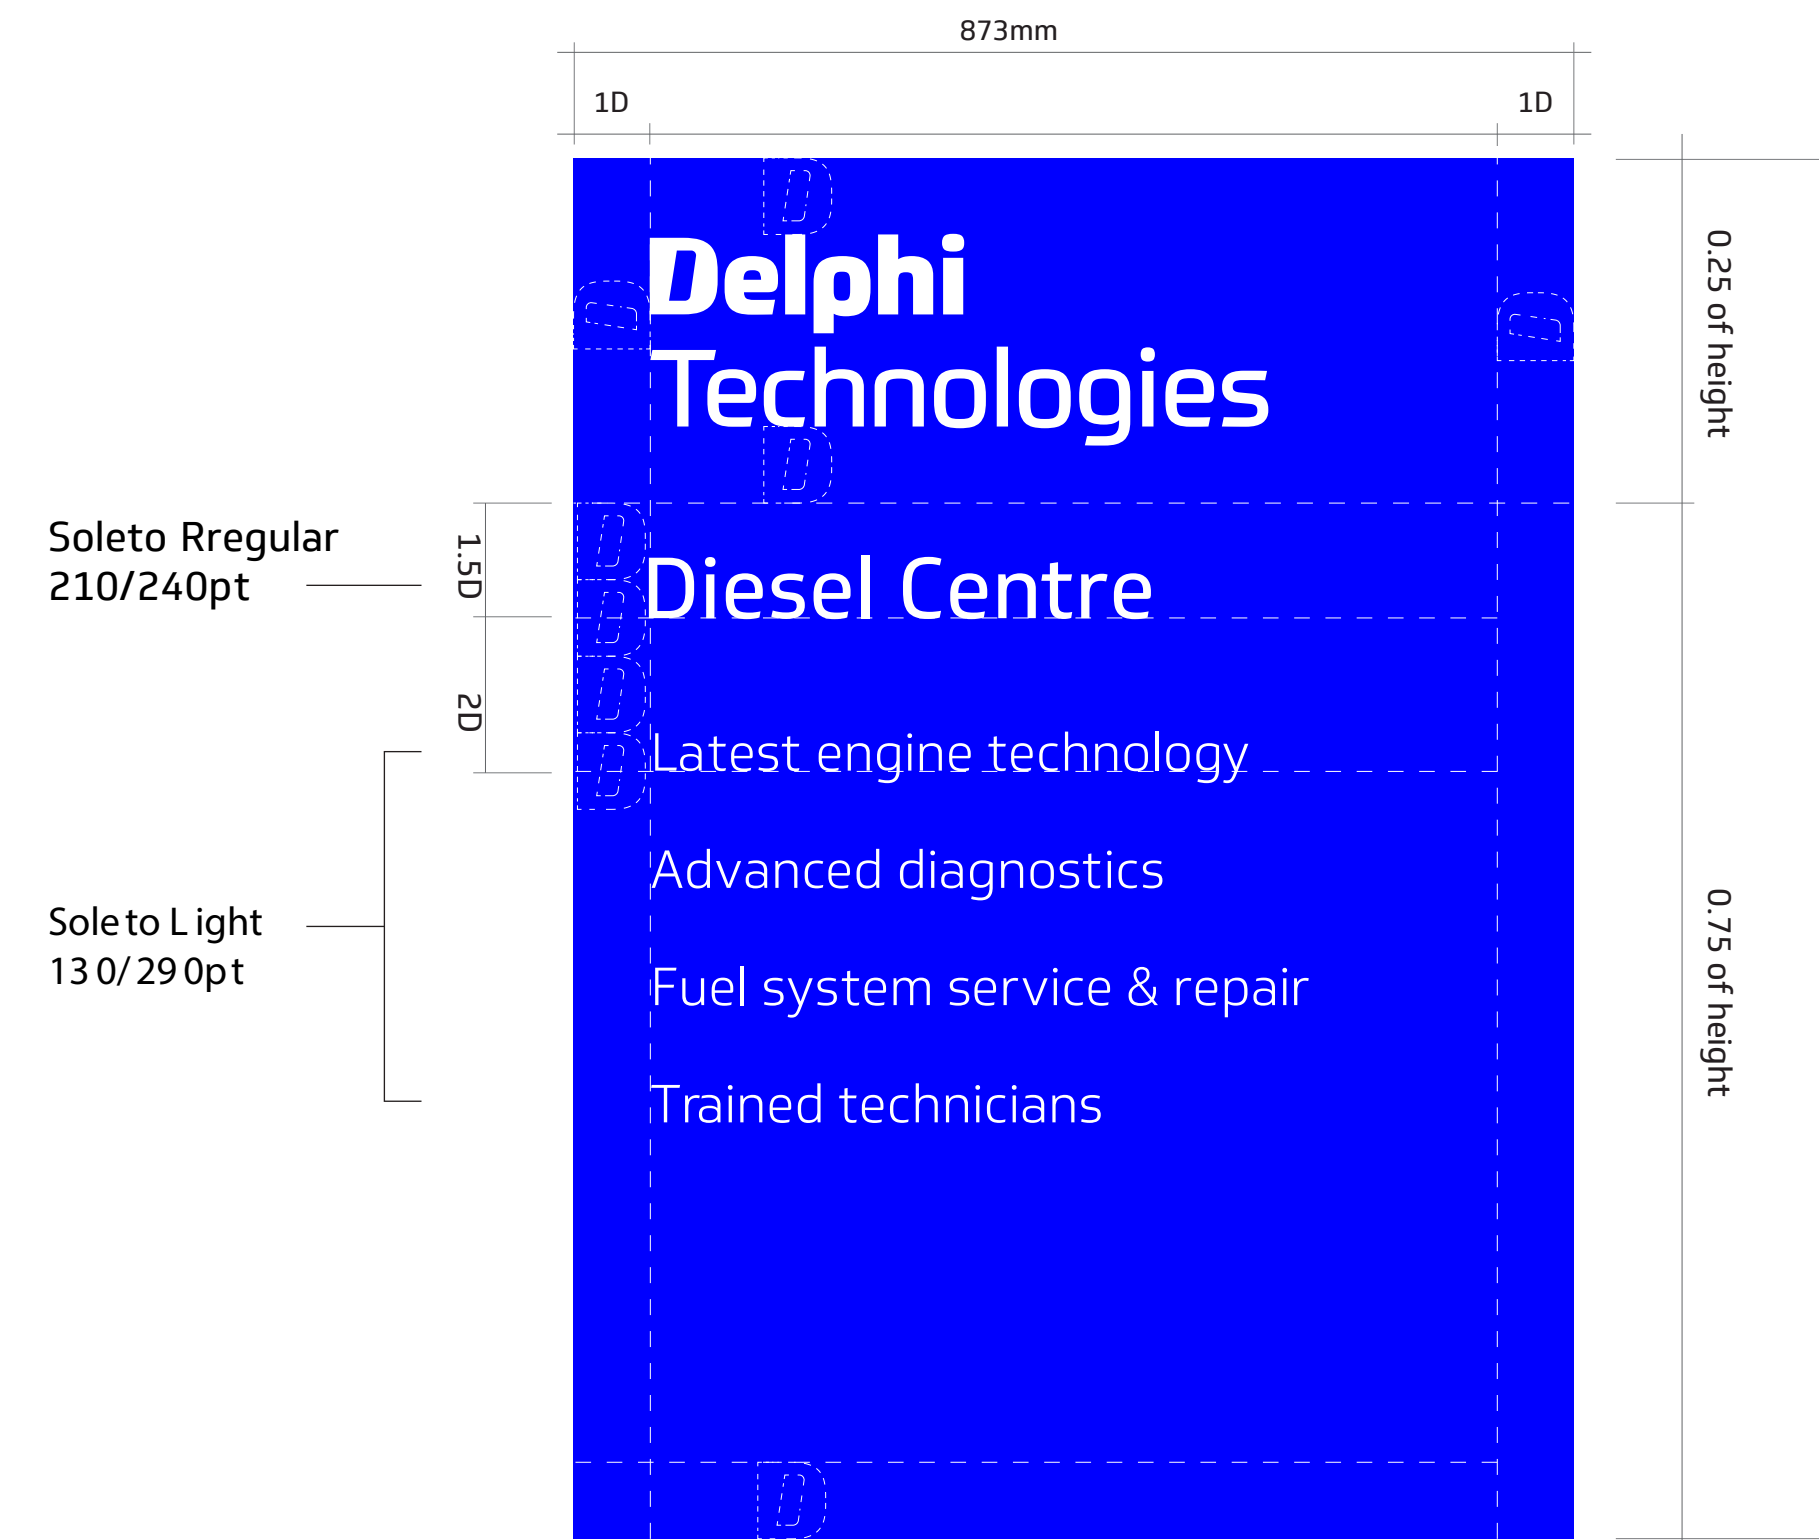 873mm
1D
1D
D
Delphi
D
D
Technologies
D
0.25 of height
Soleto Rregular
210/240pt
1.5D
D
D
Diesel Centre
2D
D
D
Latest engine technology
Advanced diagnostics
Soleto Light
130/290pt
Fuel system service & repair
Trained technicians
0.75 of height
D